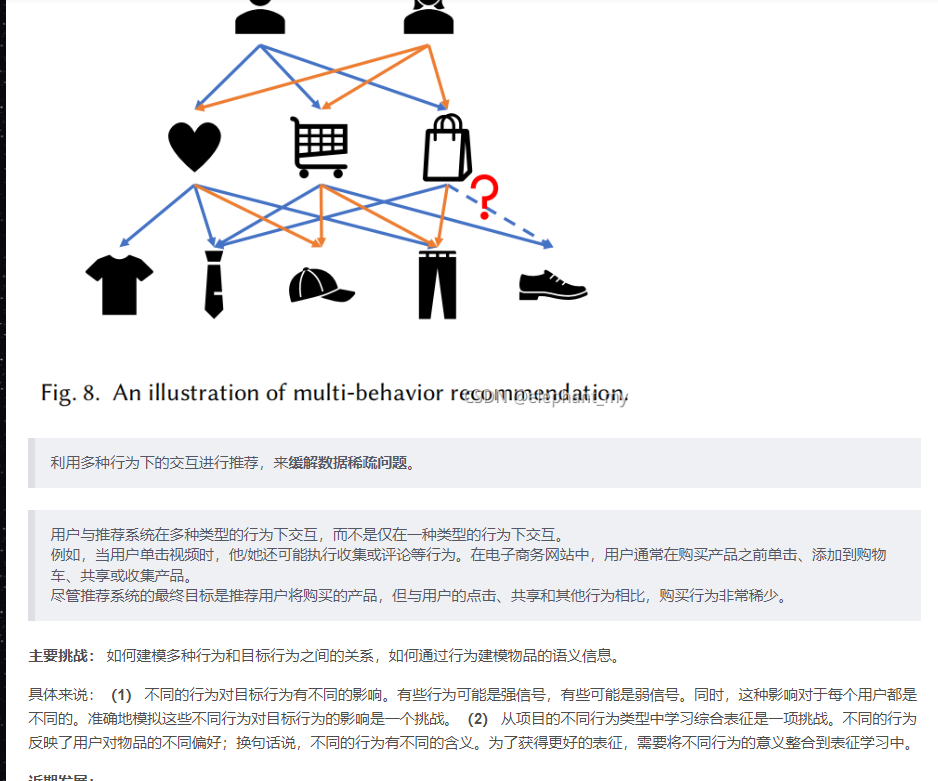 ?
Fig. 8. An illustration of multi-behavior recommendation.
CSDN @elephant_my
利用多种行为下的交互进行推荐，来缓解数据稀疏问题。
用户与推荐系统在多种类型的行为下交互，而不是仅在一种类型的行为下交互。
例如，当用户单击视频时，他/她还可能执行收集或评论等行为。在电子商务网站中，用户通常在购买产品之前单击、添加到购物
车、共享或收集产品。
尽管推荐系统的最终目标是推荐用户将购买的产品，但与用户的点击、共享和其他行为相比，购买行为非常稀少。
主要挑战： 如何建模多种行为和目标行为之间的关系，如何通过行为建模物品的语义信息。
具体来说：（1） 不同的行为对目标行为有不同的影响。有些行为可能是强信号，有些可能是弱信号。同时，这种影响对于每个用户都是
不同的。准确地模拟这些不同行为对目标行为的影响是一个挑战。（2） 从项目的不同行为类型中学习综合表征是一项挑战。不同的行为
反映了用户对物品的不同偏好；换句话说，不同的行为有不同的含义。为了获得更好的表征，需要将不同行为的意义整合到表征学习中。
近期发展：